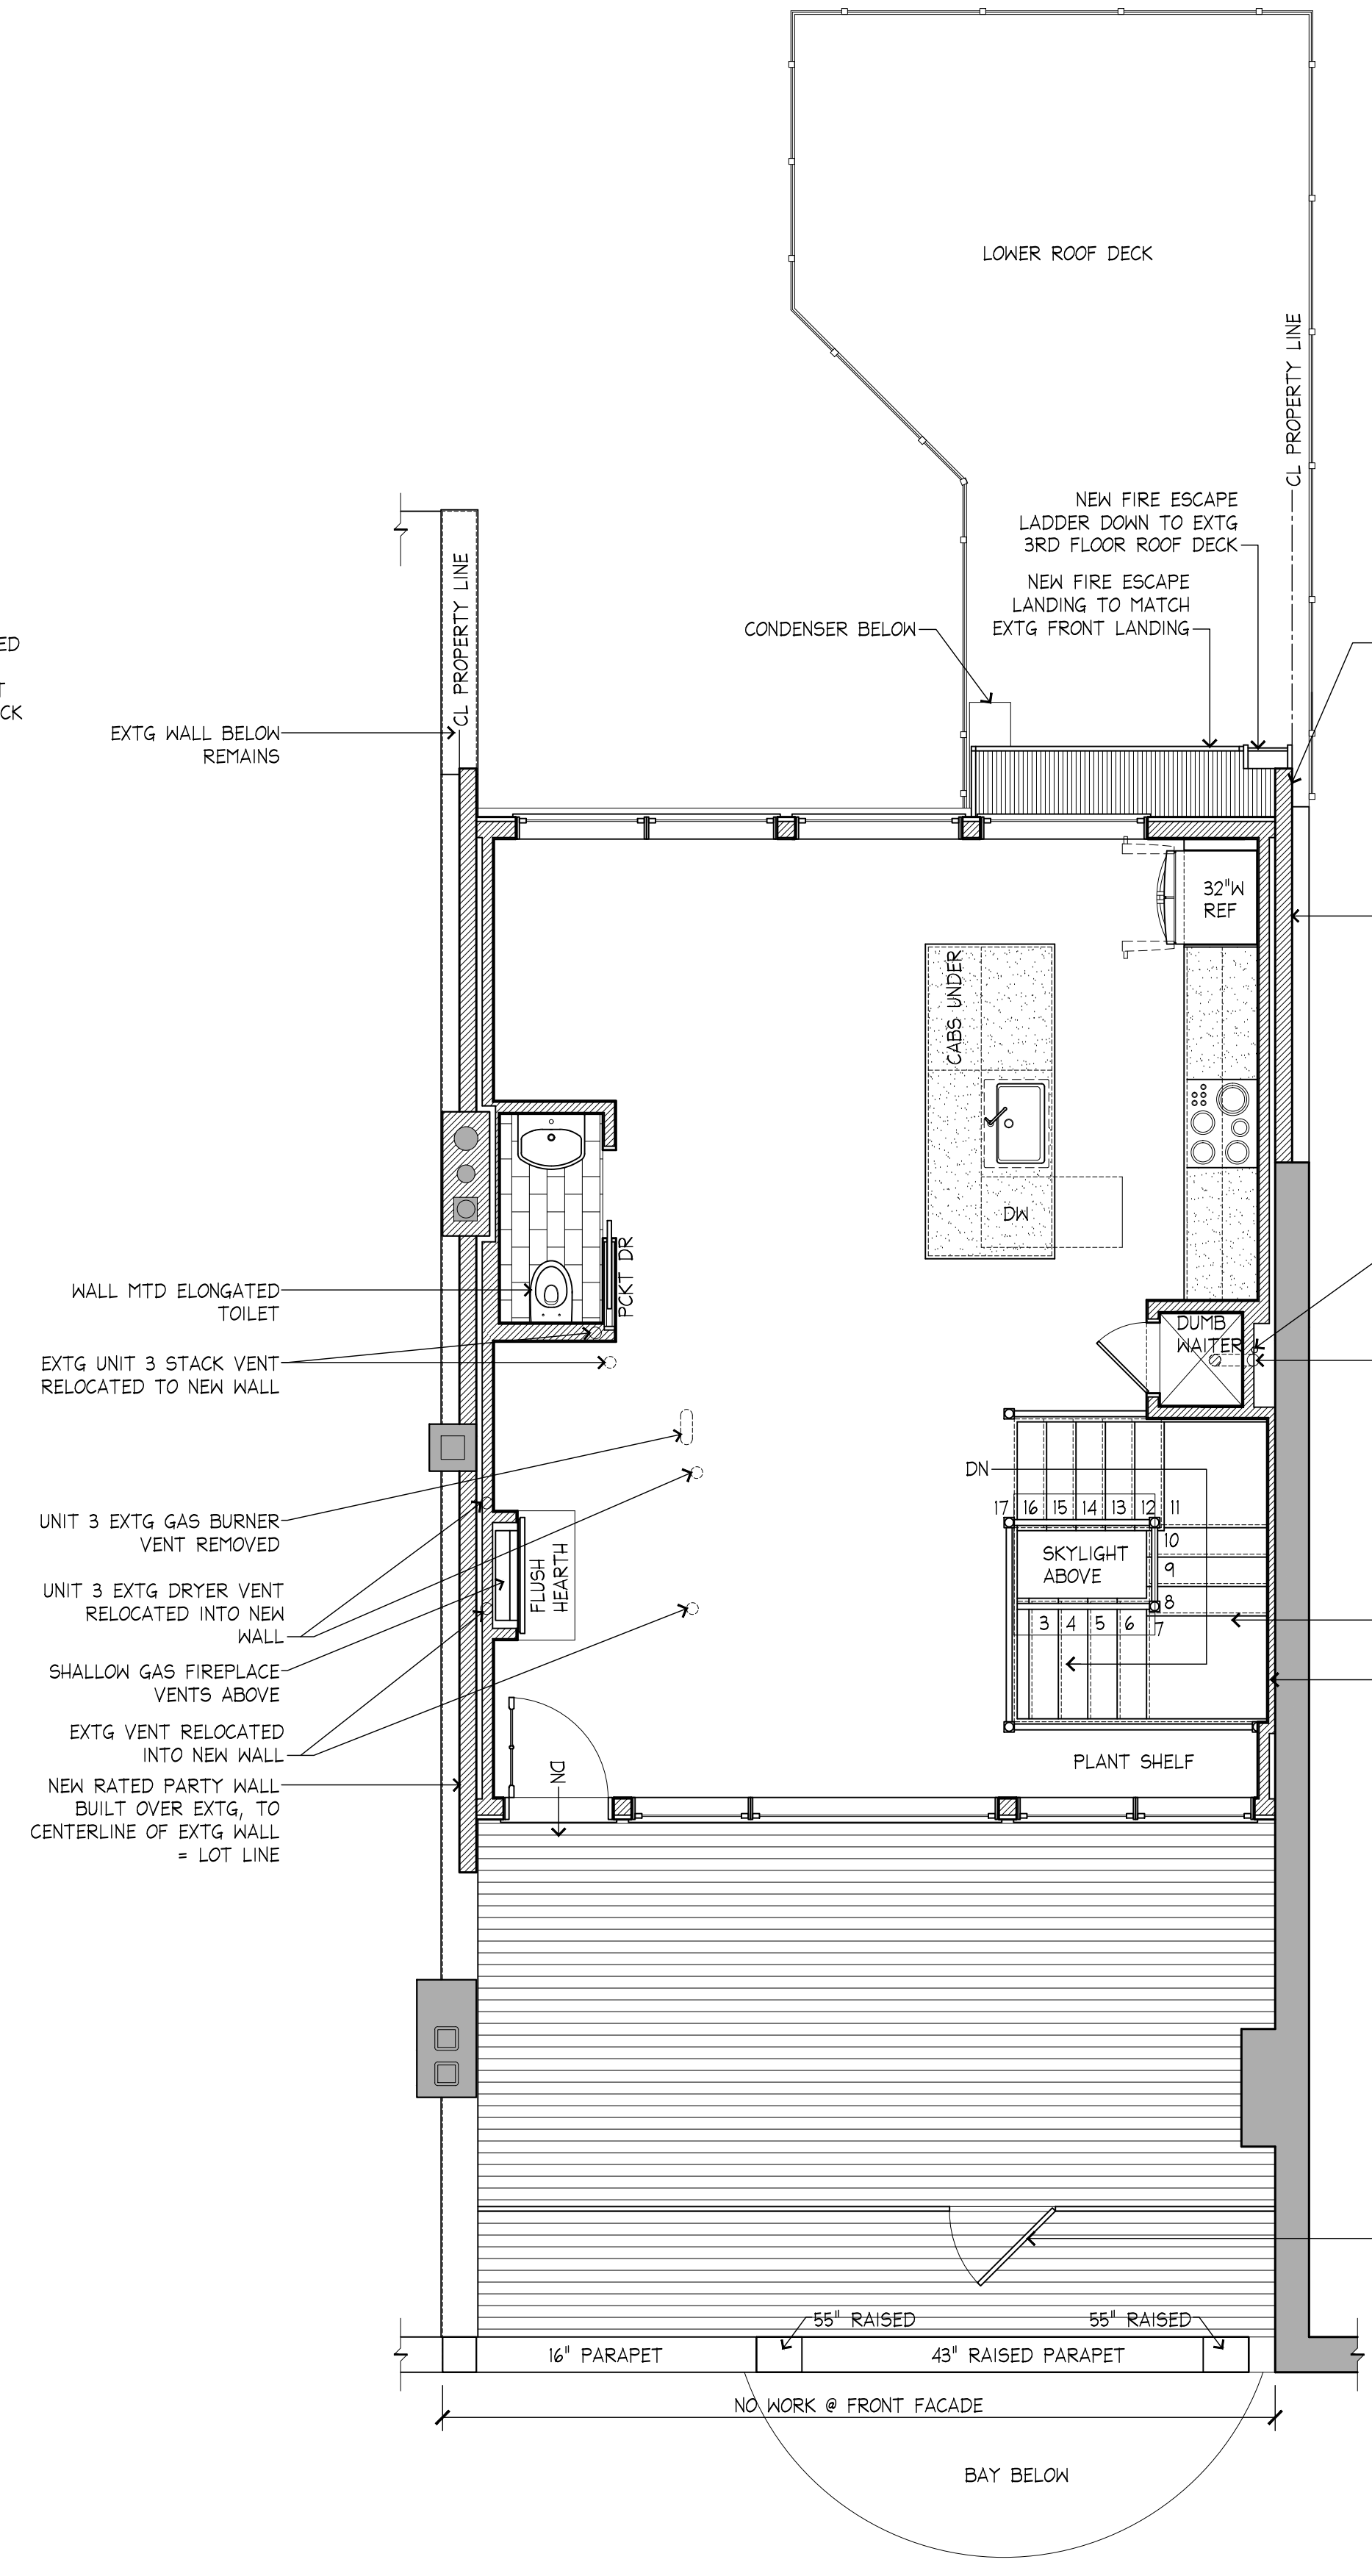 LOWER ROOF DECK
CL PROPERTY LINE
NEW FIRE ESCAPE
LADDER DOWN TO EXTG
3RD FLOOR ROOF DECK
NEW FIRE ESCAPE
LANDING TO MATCH
EXTG FRONT LANDING
CONDENSER BELOW
CL PROPERTY LINE
ED
T
CK
EXTG WALL BELOW
REMAINS
32"W
REF
CABS UNDER
DW
PCKT DR
WALL MTD ELONGATED
TOILET
DUMB
WAITER
EXTG UNIT 3 STACK VENT
RELOCATED TO NEW WALL
DN
17 16 15 14 13 12 11
10
9
8
SKYLIGHT
ABOVE
3 4 5 6 7
UNIT 3 EXTG GAS BURNER
VENT REMOVED
FLUSH
HEARTH
UNIT 3 EXTG DRYER VENT
RELOCATED INTO NEW
WALL
SHALLOW GAS FIREPLACE
VENTS ABOVE
EXTG VENT RELOCATED
INTO NEW WALL
PLANT SHELF
DN
NEW RATED PARTY WALL
BUILT OVER EXTG, TO
CENTERLINE OF EXTG WALL
= LOT LINE
55" RAISED
55" RAISED
16" PARAPET
43" RAISED PARAPET
NO WORK @ FRONT FACADE
BAY BELOW